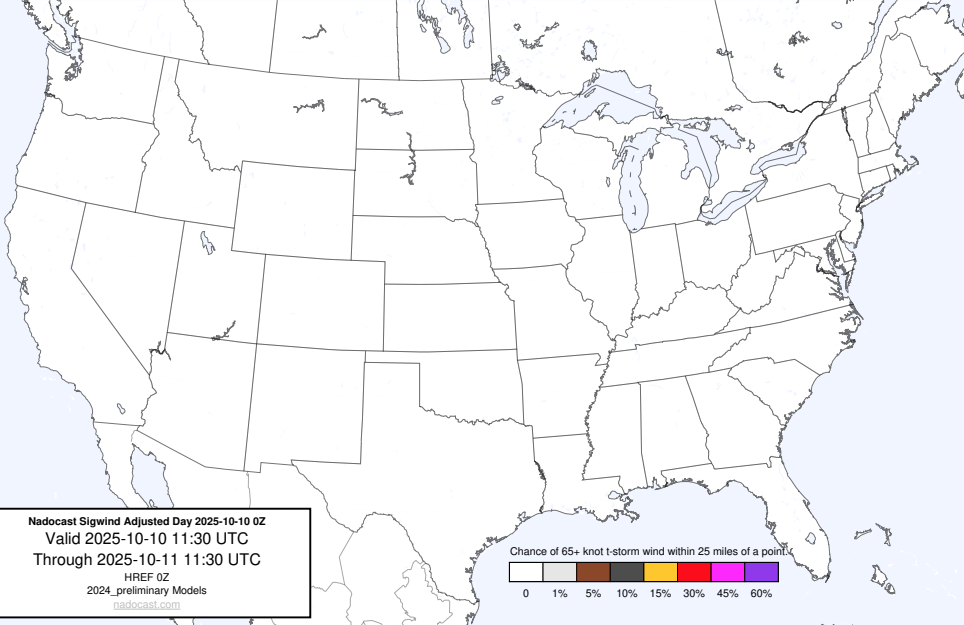 Nadocast Sigwind Adjusted Day 2025-10-10 0Z
Valid 2025-10-10 11:30 UTC
Through 2025-10-11 11:30 UTC
HREF 0Z
2024_preliminary Models
nadocast.com
Chance of 65+ knot t-storm wind within 25 miles of a point.
0 1% 5% 10% 15% 30% 45% 60%